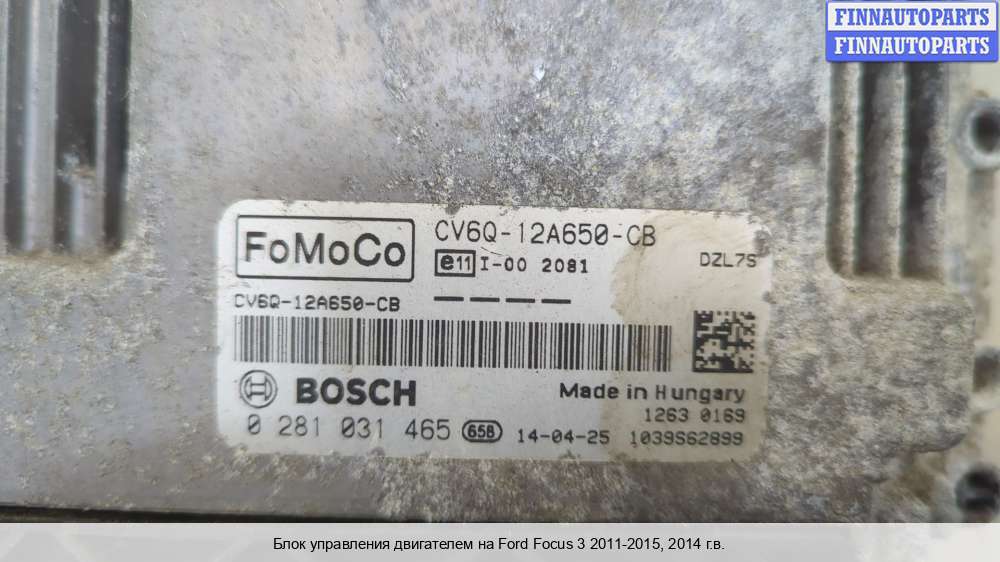 FINNAUTOPARTS
FINNAUTOPARTS
FoMoCo
CV6Q-12A650-CB
e11 I-00 2081
DZL7S
CV6Q-12A650-CB
BOSCH
Made in Hungary
1263 0169
0 281 031 465 65B 14-04-25 1039S62899
Блок управления двигателем на Ford Focus 3 2011-2015, 2014 г.в.